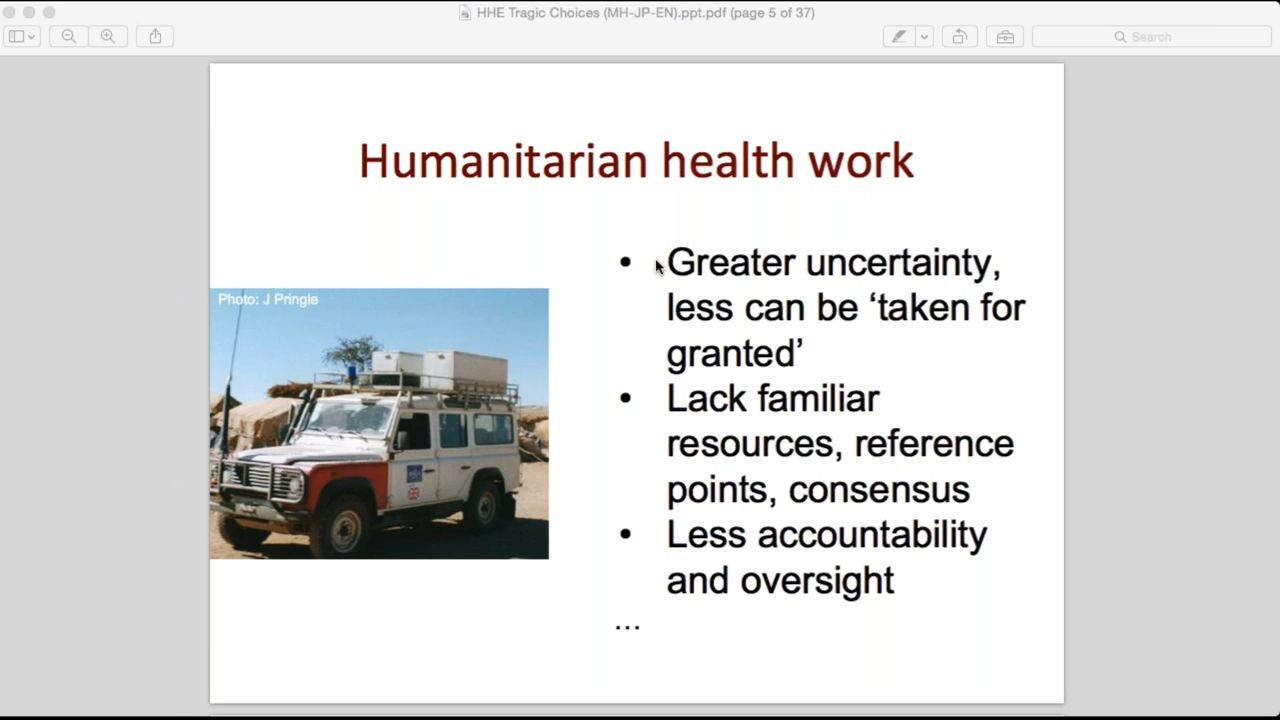 HHE Tragic Choices (MH-JP-EN).ppt.pdf (page 5 of 37)
Search
Humanitarian health work
Photo: J Pringle
• Greater uncertainty,
less can be ‘taken for
granted’
• Lack familiar
resources, reference
points, consensus
• Less accountability
and oversight
...